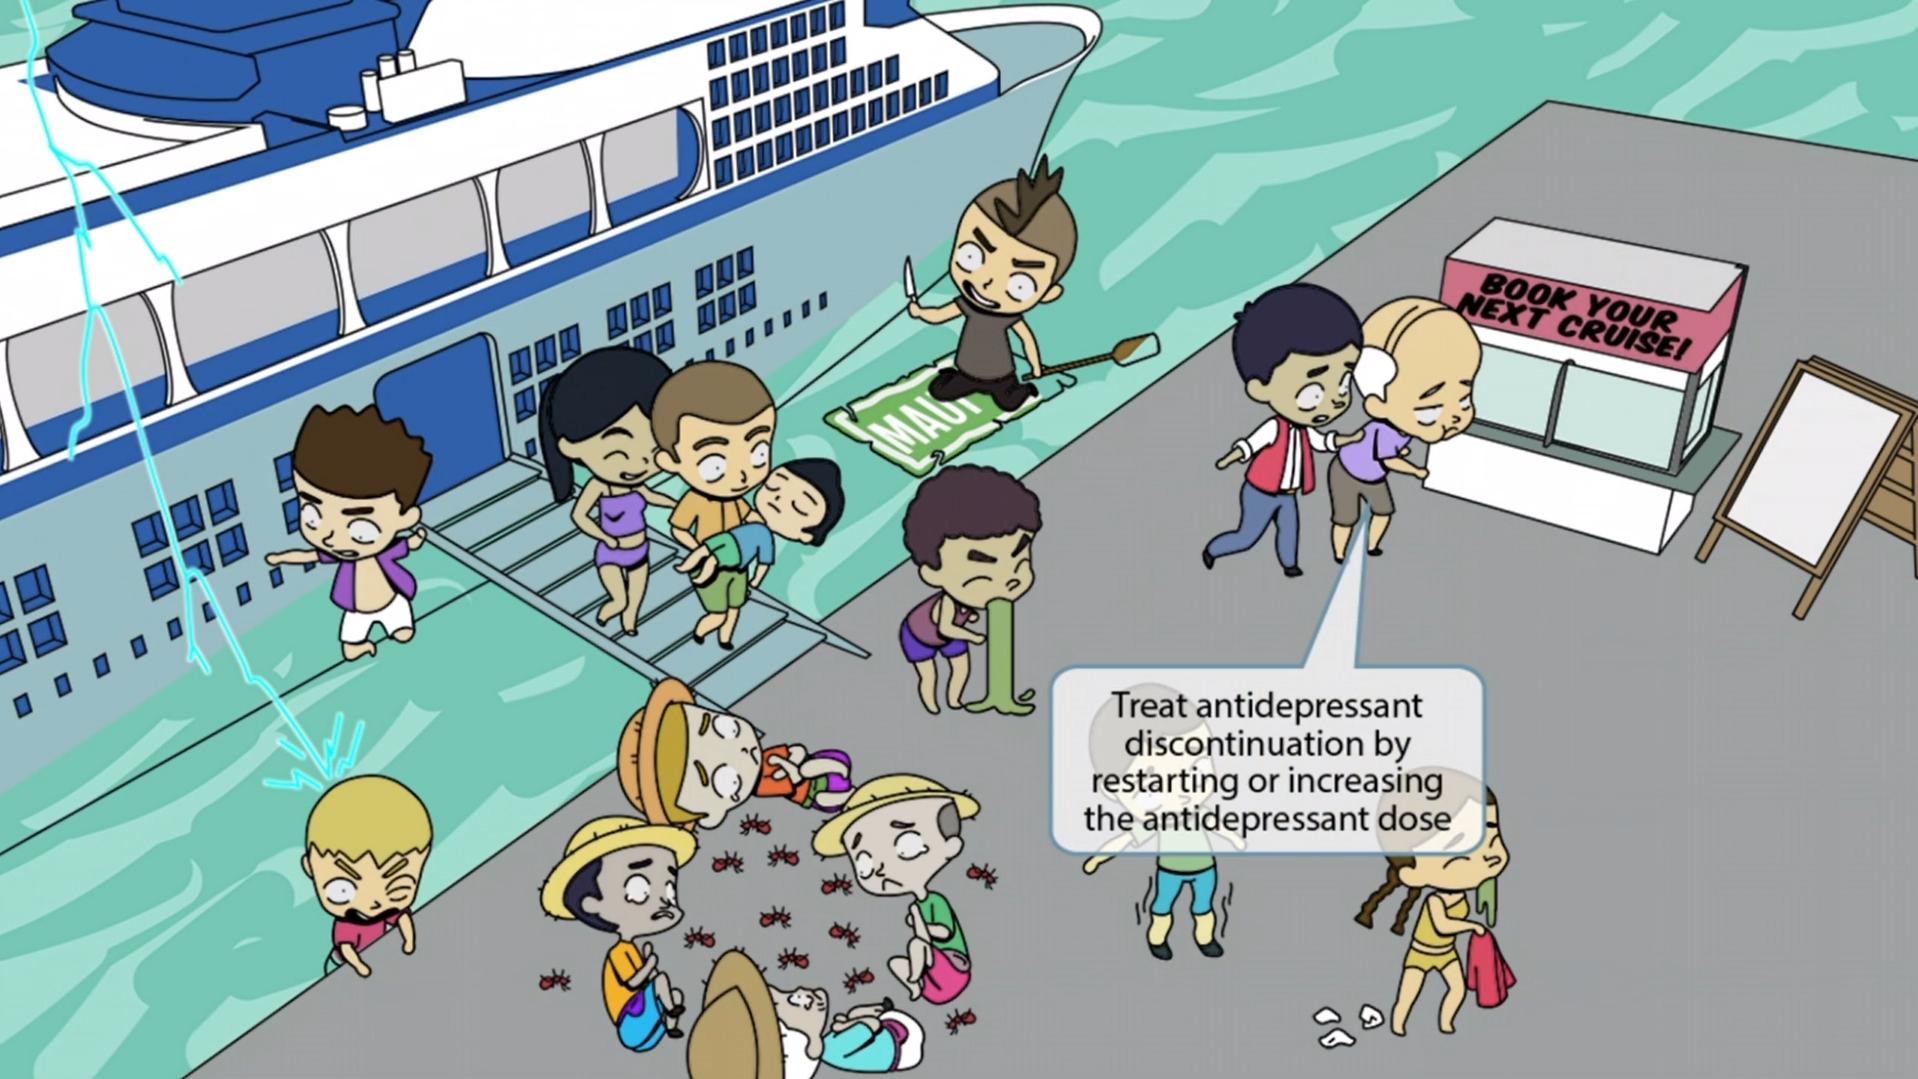 BOOK YOUR
NEXT CRUISE!
MAUI
Treat antidepressant
discontinuation by
restarting or increasing
the antidepressant dose